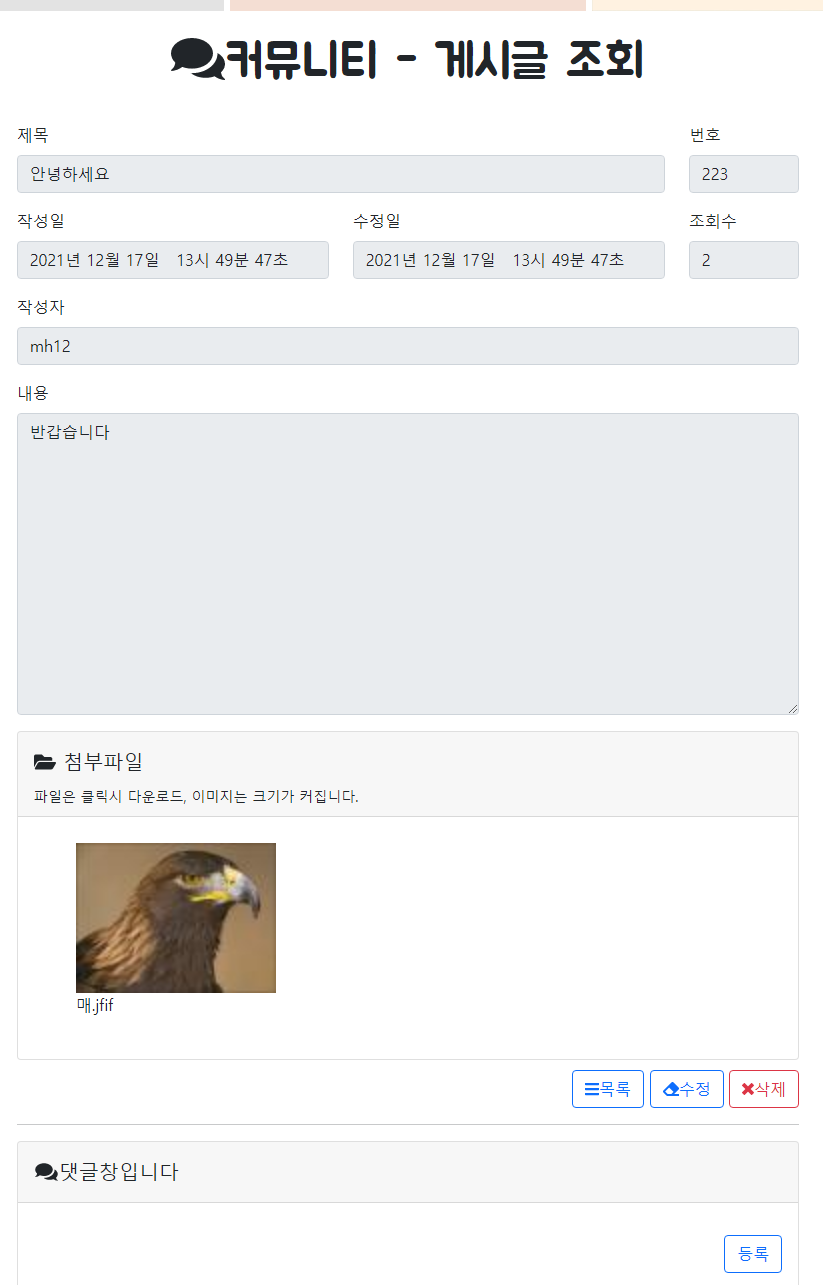 커뮤니티 - 게시글 조회
제목 번호
안녕하세요 223
작성일 수정일 조회수
2021년 12월 17일 13시 49분 47초 2021년 12월 17일 13시 49분 47초 2
작성자
mh12
내용
반갑습니다
첨부파일
파일은 클릭시 다운로드, 이미지는 크기가 커집니다.
매.jfif
목록 수정 삭제
댓글창입니다
등록